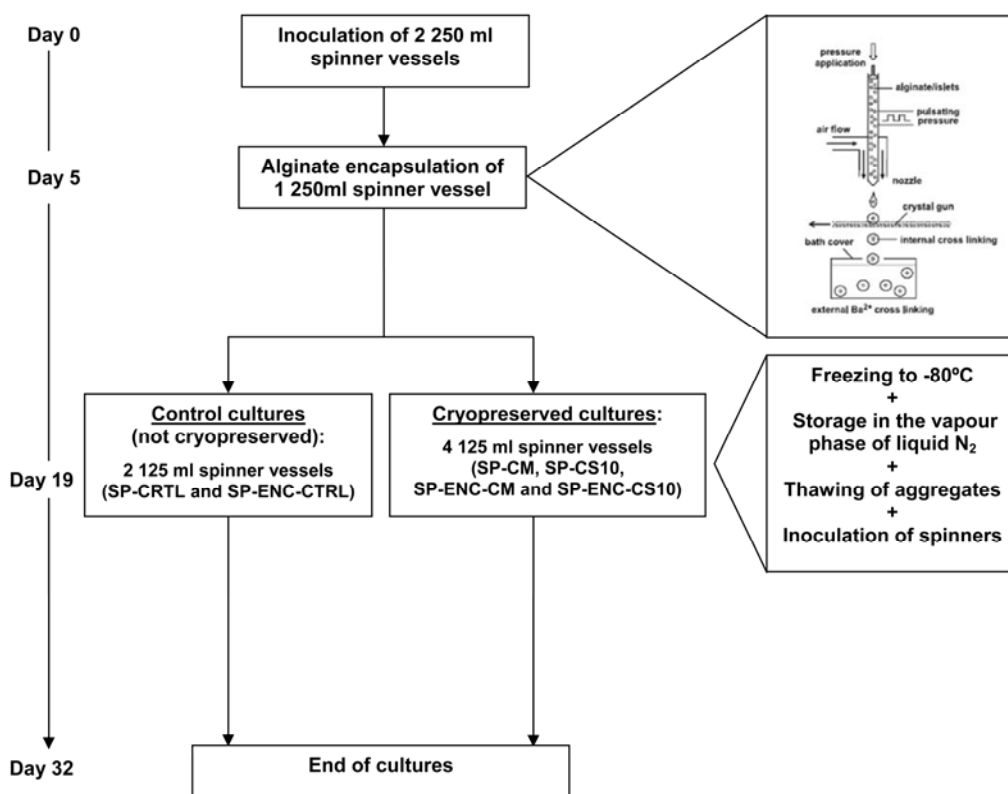 Day 0
Inoculation of 2 250 ml
spinner vessels
Day 5
Alginate encapsulation of
1 250ml spinner vessel
pressure
application
alginate/islets
pulsating
pressure
air flow
nozzle
crystal gun
internal cross linking
bath cover
external Ba²⁺ cross linking
Day 19
Control cultures
(not cryopreserved):
2 125 ml spinner vessels
(SP-CRTL and SP-ENC-CTRL)
Cryopreserved cultures:
4 125 ml spinner vessels
(SP-CM, SP-CS10,
SP-ENC-CM and SP-ENC-CS10)
Freezing to -80ºC
+
Storage in the vapour
phase of liquid N₂
+
Thawing of aggregates
+
Inoculation of spinners
Day 32
End of cultures